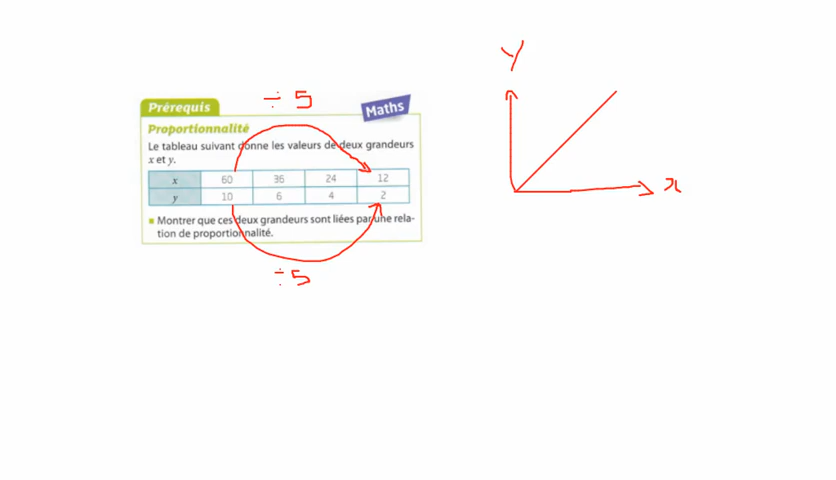 ÷ 5
Prérequis
Maths
Proportionnalité
Le tableau suivant donne les valeurs de deux grandeurs
x et y.
x 60 36 24 12
y 10 6 4 2
Montrer que ces deux grandeurs sont liées par une rela-
tion de proportionnalité.
÷5
Y
x